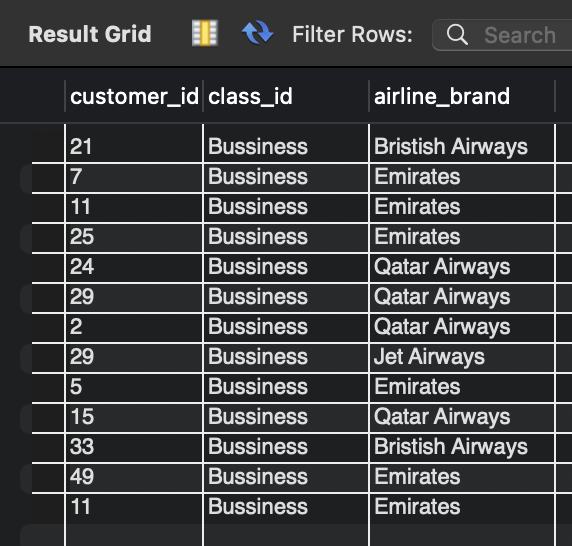 Result Grid Filter Rows: Search
customer_id class_id airline_brand
21 Bussiness Bristish Airways
7 Bussiness Emirates
11 Bussiness Emirates
25 Bussiness Emirates
24 Bussiness Qatar Airways
29 Bussiness Qatar Airways
2 Bussiness Qatar Airways
29 Bussiness Jet Airways
5 Bussiness Emirates
15 Bussiness Qatar Airways
33 Bussiness Bristish Airways
49 Bussiness Emirates
11 Bussiness Emirates